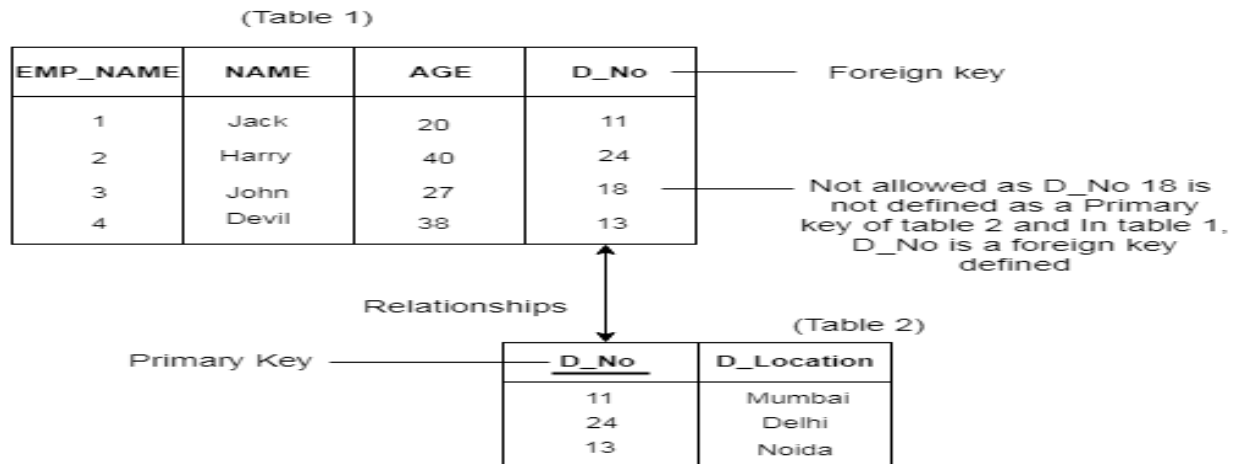 (Table 1)
EMP_NAME NAME AGE D_No Foreign key
1 Jack 20 11
2 Harry 40 24
3 John 27 18
4 Devil 38 13
Not allowed as D_No 18 is
not defined as a Primary
key of table 2 and In table 1,
D_No is a foreign key
defined
Relationships
(Table 2)
Primary Key D_No D_Location
11 Mumbai
24 Delhi
13 Noida